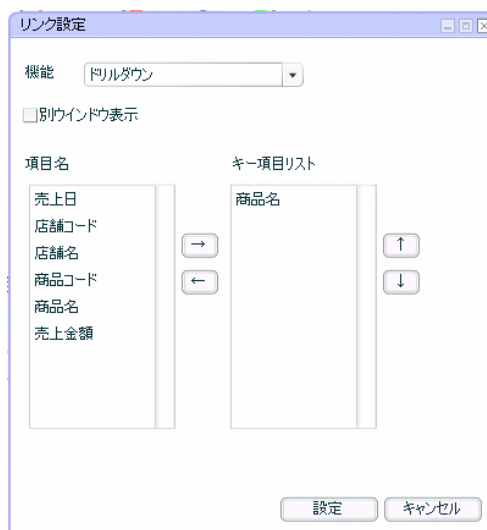 リンク設定
機能 ドリルダウン
別ウインドウ表示
項目名 キー項目リスト
売上日 商品名
店舗コード
店舗名
商品コード
商品名
売上金額
→ ↑
← ↓
設定 キャンセル